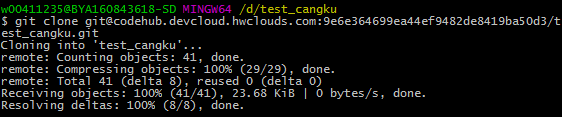 w00411235@BYA160843618-SD MINGW64 /d/test_cangku
$ git clone git@codehub.devcloud.hwclouds.com:9e6e364699ea44ef9482de8419ba50d3/t
est_cangku.git
Cloning into 'test_cangku'...
remote: Counting objects: 41, done.
remote: Compressing objects: 100% (29/29), done.
remote: Total 41 (delta 8), reused 0 (delta 0)
Receiving objects: 100% (41/41), 23.68 KiB | 0 bytes/s, done.
Resolving deltas: 100% (8/8), done.